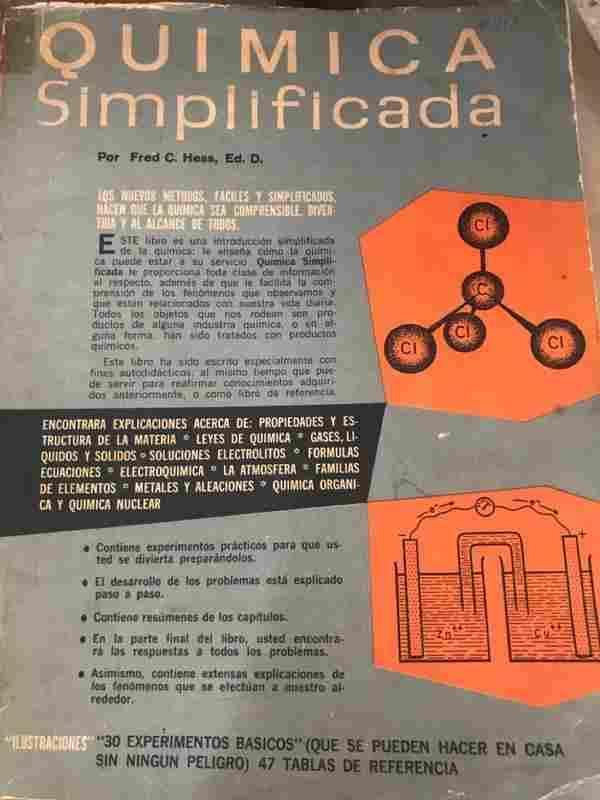 QUIMICA
Simplificada
Por Fred C. Hess, Ed. D.
LOS NUEVOS METODOS, FACILES Y SIMPLIFICADOS,
HACEN QUE LA QUIMICA SEA COMPRENSIBLE, DIVER-
TIDA Y AL ALCANCE DE TODOS.
ESTE libro es una introducción simplificada
de la química: le enseña cómo la quími-
ca puede estar a su servicio. Química Simpli-
ficada le proporciona toda clase de información
al respecto, además de que le facilita la com-
prensión de los fenómenos que observamos y
que están relacionados con nuestra vida diaria.
Todos los objetos que nos rodean son pro-
ductos de alguna industria química, o en al-
guna forma, han sido tratados con productos
químicos.
Este libro ha sido escrito especialmente con
fines autodidácticos; al mismo tiempo que pue-
de servir para reafirmar conocimientos adquiri-
dos anteriormente, o como libro de referencia.
Cl
C
Cl
Cl
Cl
ENCONTRARA EXPLICACIONES ACERCA DE: PROPIEDADES Y ES-
TRUCTURA DE LA MATERIA * LEYES DE QUIMICA * GASES, LI-
QUIDOS Y SOLIDOS * SOLUCIONES ELECTROLITOS * FORMULAS
ECUACIONES * ELECTROQUIMICA * LA ATMOSFERA * FAMILIAS
DE ELEMENTOS * METALES Y ALEACIONES * QUIMICA ORGANI-
CA Y QUIMICA NUCLEAR
• Contiene experimentos prácticos para que us-
ted se divierta preparándolos.
• El desarrollo de los problemas está explicado
paso a paso.
• Contiene resúmenes de los capítulos.
• En la parte final del libro, usted encontra-
rá las respuestas a todos los problemas.
• Asimismo, contiene extensas explicaciones de
los fenómenos que se efectúan a nuestro al-
rededor.
e⁻ e⁻
− +
Zn⁺⁺ Cu⁺⁺
"ILUSTRACIONES" "30 EXPERIMENTOS BASICOS" (QUE SE PUEDEN HACER EN CASA
SIN NINGUN PELIGRO) 47 TABLAS DE REFERENCIA